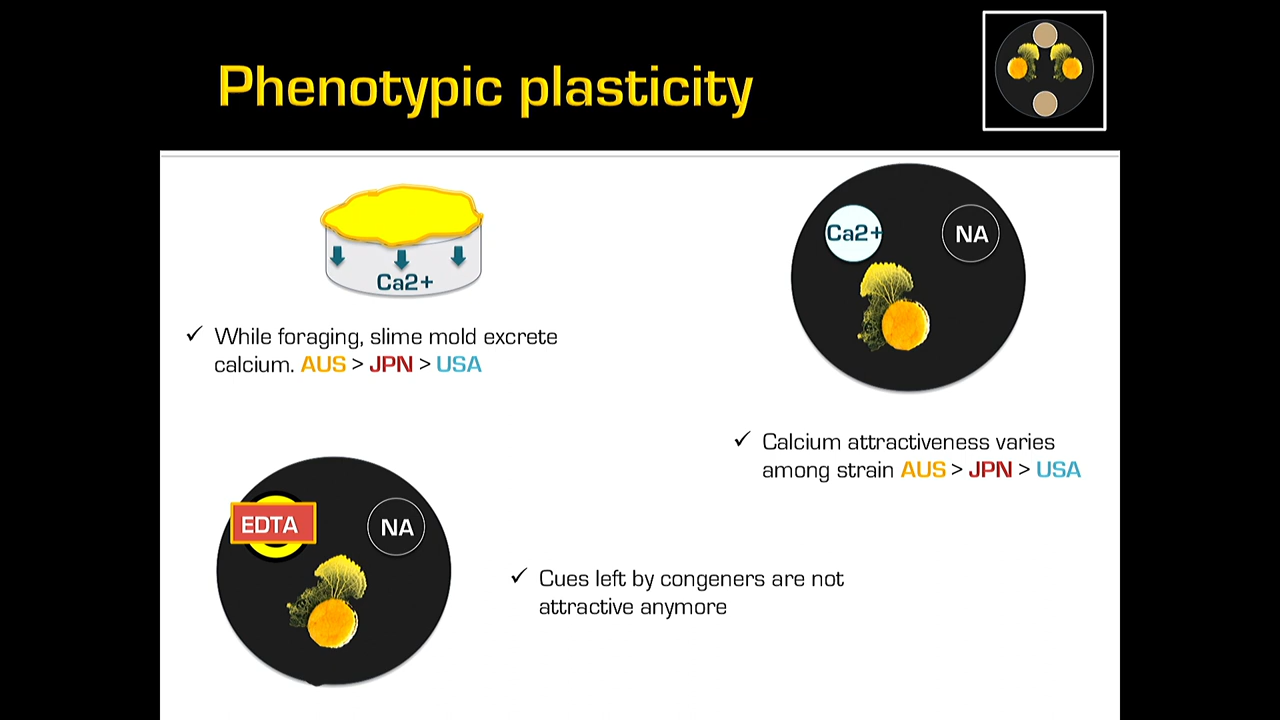 Phenotypic plasticity
Ca2+
✓ While foraging, slime mold excrete
calcium. AUS > JPN > USA
Ca2+
NA
✓ Calcium attractiveness varies
among strain AUS > JPN > USA
EDTA
NA
✓ Cues left by congeners are not
attractive anymore